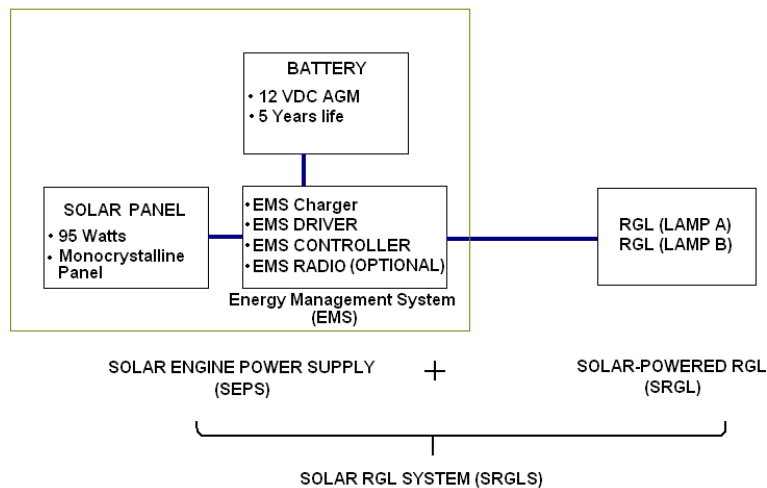 BATTERY
• 12 VDC AGM
• 5 Years life
SOLAR PANEL
• 95 Watts
• Monocrystalline
Panel
• EMS Charger
• EMS DRIVER
• EMS CONTROLLER
• EMS RADIO (OPTIONAL)
Energy Management System
(EMS)
RGL (LAMP A)
RGL (LAMP B)
SOLAR ENGINE POWER SUPPLY
(SEPS)
+
SOLAR-POWERED RGL
(SRGL)
SOLAR RGL SYSTEM (SRGLS)